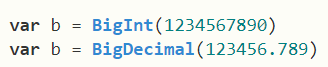 var b = BigInt(1234567890)
var b = BigDecimal(123456.789)